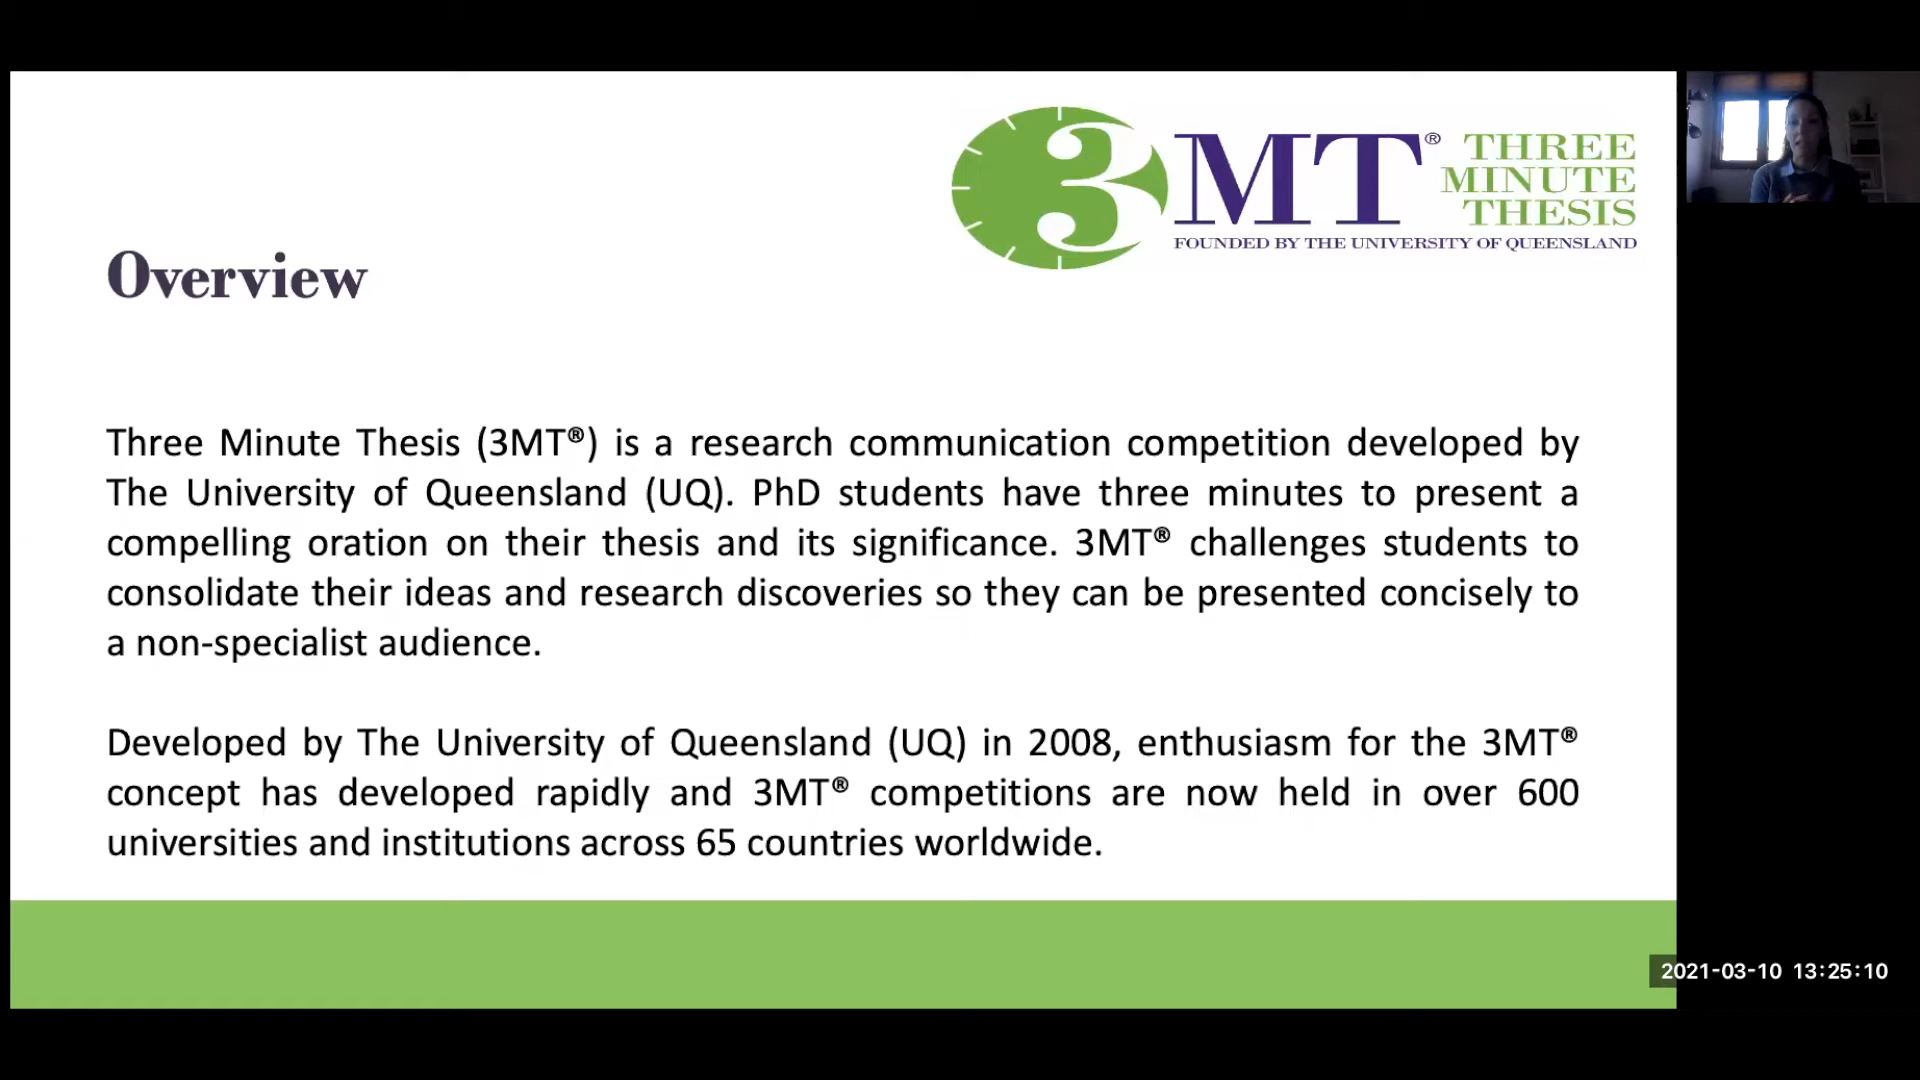 3MT® THREE
MINUTE
THESIS
FOUNDED BY THE UNIVERSITY OF QUEENSLAND
Overview
Three Minute Thesis (3MT®) is a research communication competition developed by
The University of Queensland (UQ). PhD students have three minutes to present a
compelling oration on their thesis and its significance. 3MT® challenges students to
consolidate their ideas and research discoveries so they can be presented concisely to
a non-specialist audience.
Developed by The University of Queensland (UQ) in 2008, enthusiasm for the 3MT®
concept has developed rapidly and 3MT® competitions are now held in over 600
universities and institutions across 65 countries worldwide.
2021-03-10 13:25:10